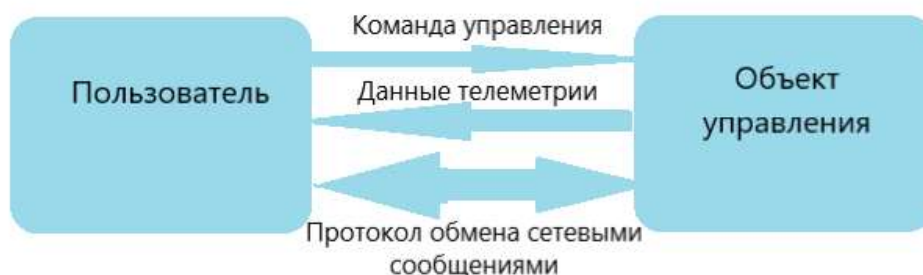 Команда управления
Пользователь
Данные телеметрии
Объект
управления
Протокол обмена сетевыми
сообщениями